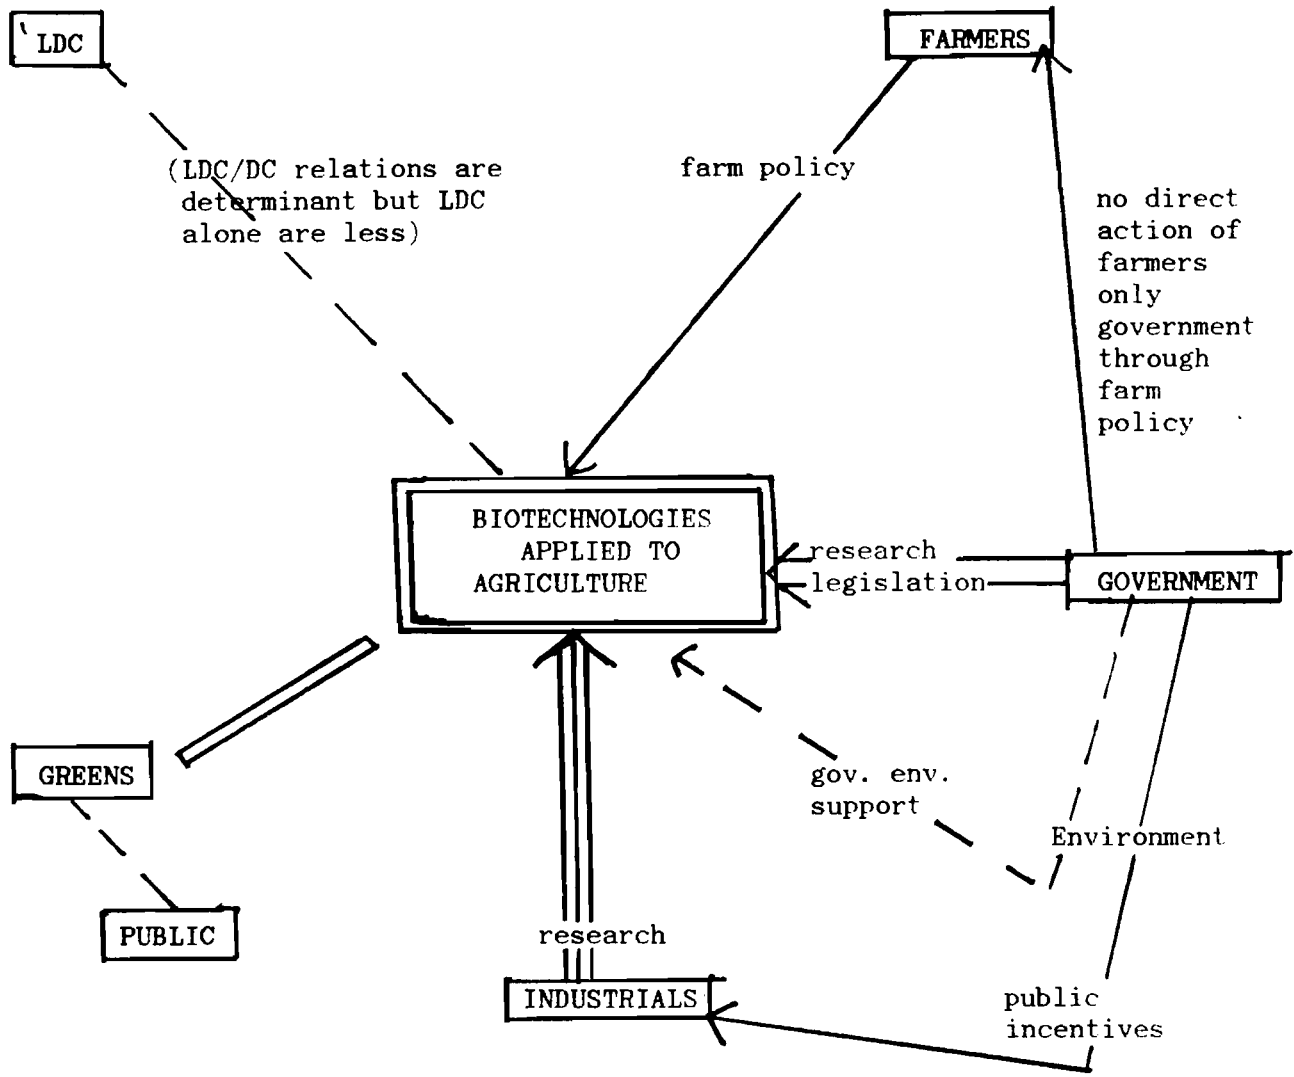 LDC
FARMERS
(LDC/DC relations are
determinant but LDC
alone are less)
farm policy
no direct
action of
farmers
only
government
through
farm
policy
BIOTECHNOLOGIES
APPLIED TO
AGRICULTURE
research
legislation
GOVERNMENT
GREENS
gov. env.
support
Environment
PUBLIC
research
INDUSTRIALS
public
incentives